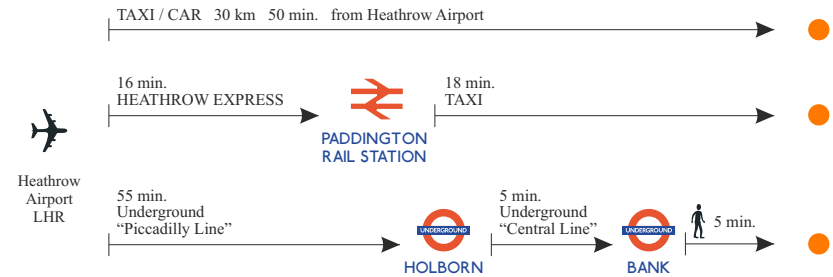 TAXI / CAR 30 km 50 min. from Heathrow Airport
16 min.
HEATHROW EXPRESS
PADDINGTON
RAIL STATION
18 min.
TAXI
Heathrow
Airport
LHR
55 min.
Underground
“Piccadilly Line”
UNDERGROUND
HOLBORN
5 min.
Underground
“Central Line”
UNDERGROUND
BANK
5 min.